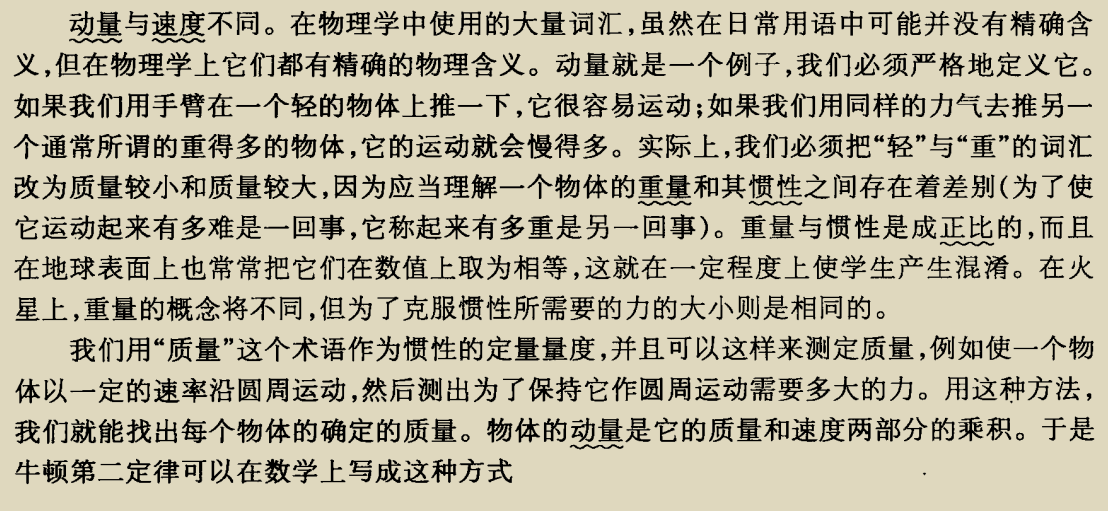 动量与速度不同。在物理学中使用的大量词汇,虽然在日常用语中可能并没有精确含
义,但在物理学上它们都有精确的物理含义。动量就是一个例子,我们必须严格地定义它。
如果我们用手臂在一个轻的物体上推一下,它很容易运动;如果我们用同样的力气去推另一
个通常所谓的重得多的物体,它的运动就会慢得多。实际上,我们必须把“轻”与“重”的词汇
改为质量较小和质量较大,因为应当理解一个物体的重量和其惯性之间存在着差别(为了使
它运动起来有多难是一回事,它称起来有多重是另一回事)。重量与惯性是成正比的,而且
在地球表面上也常常把它们在数值上取为相等,这就在一定程度上使学生产生混淆。在火
星上,重量的概念将不同,但为了克服惯性所需要的力的大小则是相同的。
我们用“质量”这个术语作为惯性的定量量度,并且可以这样来测定质量,例如使一个物
体以一定的速率沿圆周运动,然后测出为了保持它作圆周运动需要多大的力。用这种方法,
我们就能找出每个物体的确定的质量。物体的动量是它的质量和速度两部分的乘积。于是
牛顿第二定律可以在数学上写成这种方式